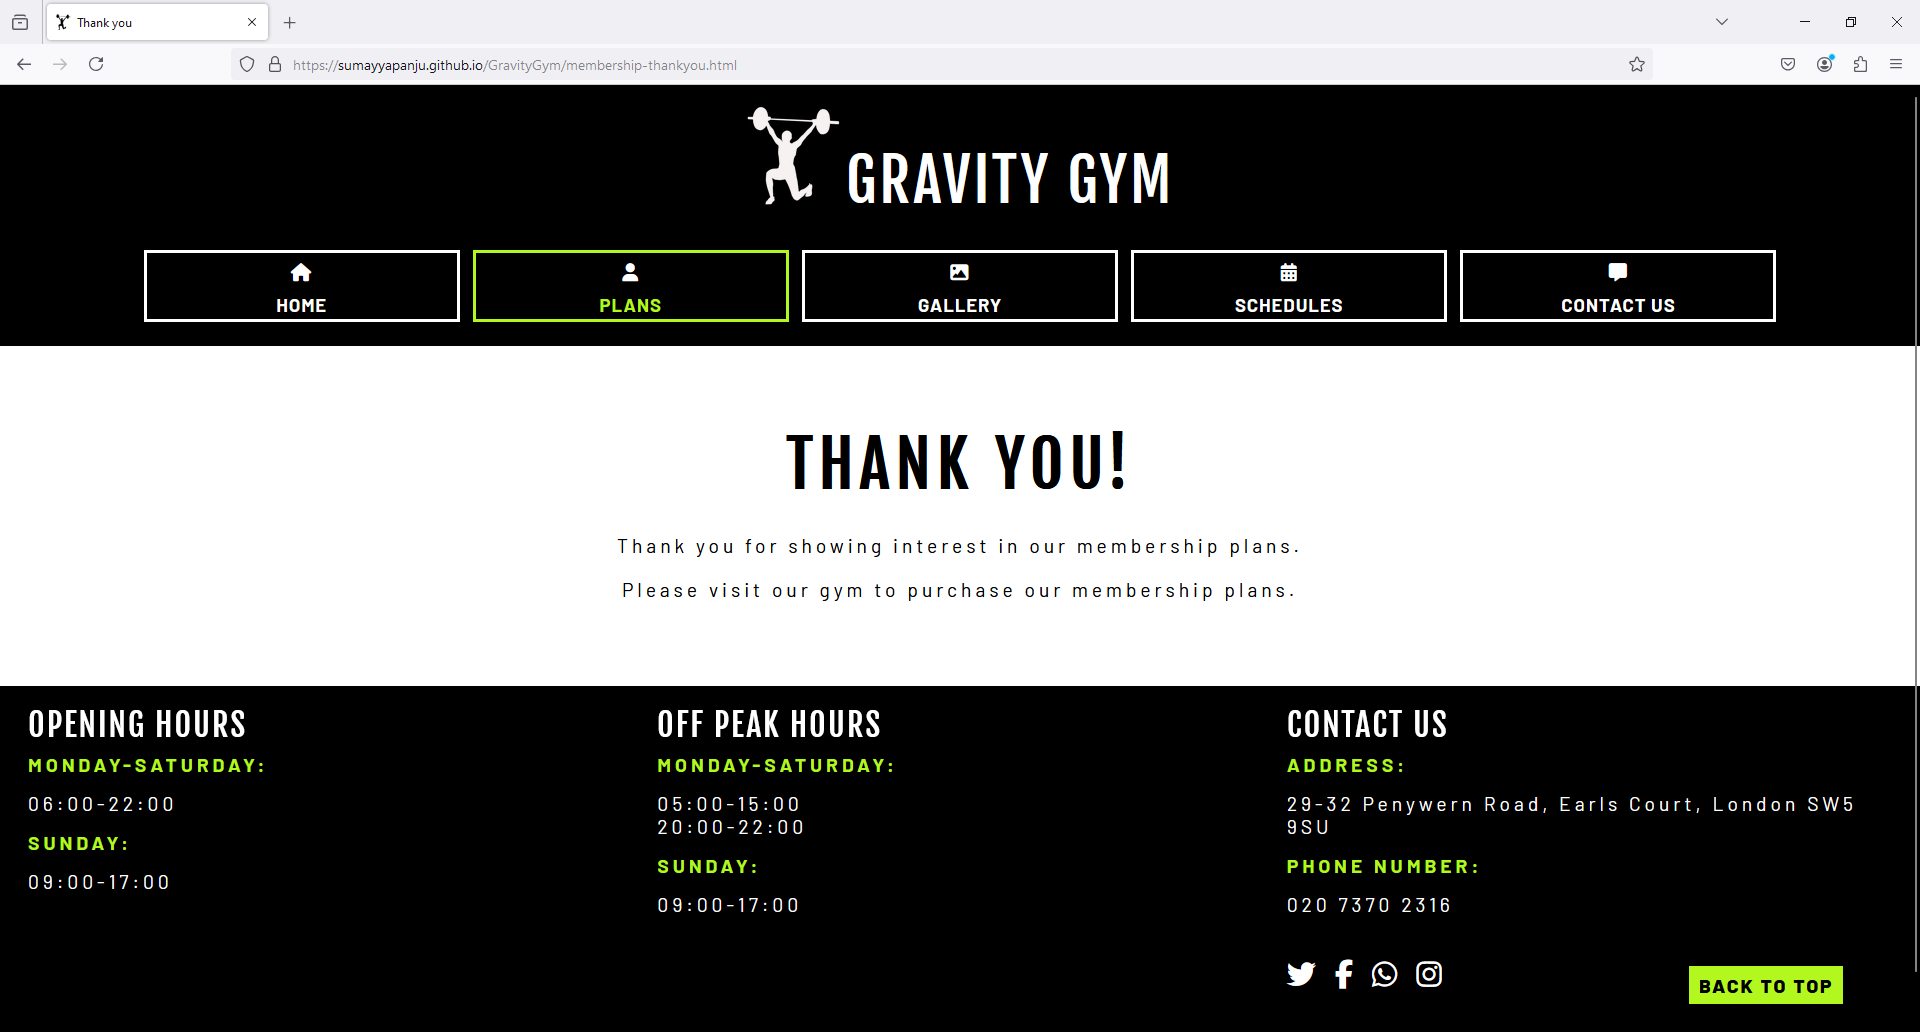 Thank you
https://sumayyapanju.github.io/GravityGym/membership-thankyou.html
GRAVITY GYM
HOME
PLANS
GALLERY
SCHEDULES
CONTACT US
THANK YOU!
Thank you for showing interest in our membership plans.
Please visit our gym to purchase our membership plans.
OPENING HOURS
MONDAY-SATURDAY:
06:00-22:00
SUNDAY:
09:00-17:00
OFF PEAK HOURS
MONDAY-SATURDAY:
05:00-15:00
20:00-22:00
SUNDAY:
09:00-17:00
CONTACT US
ADDRESS:
29-32 Penywern Road, Earls Court, London SW5
9SU
PHONE NUMBER:
020 7370 2316
BACK TO TOP